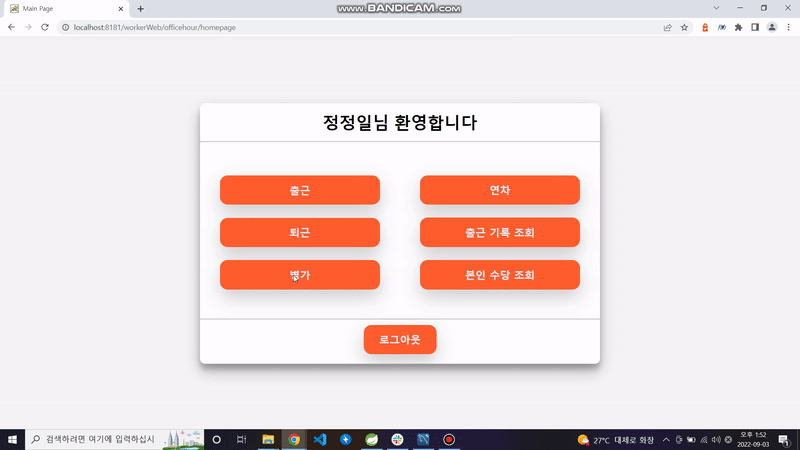 Main Page
www.BANDICAM.com
localhost:8181/workerWeb/officehour/homepage
정정일님 환영합니다
출근
연차
퇴근
출근 기록 조회
병가
본인 수당 조회
로그아웃
검색하려면 여기에 입력하십시
27°C 대체로 화창
오후 1:52
2022-09-03
1